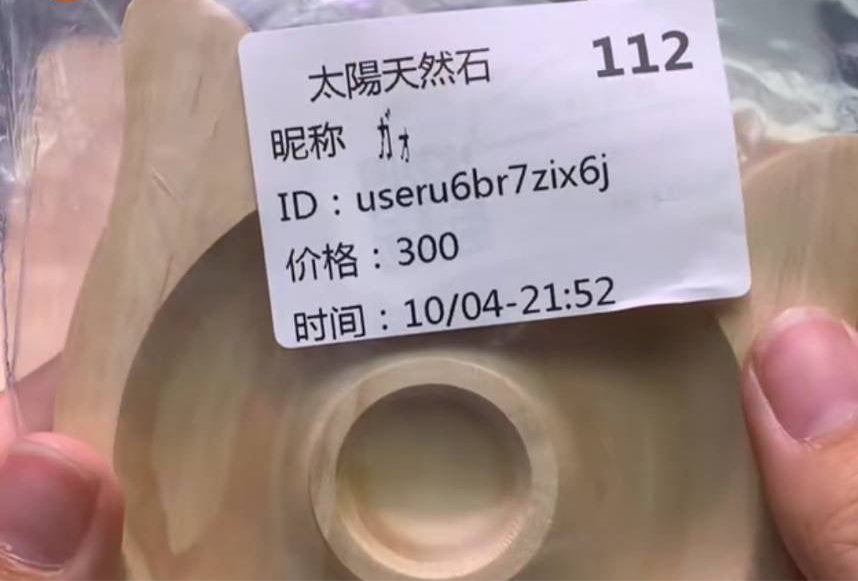 太陽天然石 112
昵称 ガォ
ID：useru6br7zix6j
价格：300
时间：10/04-21:52